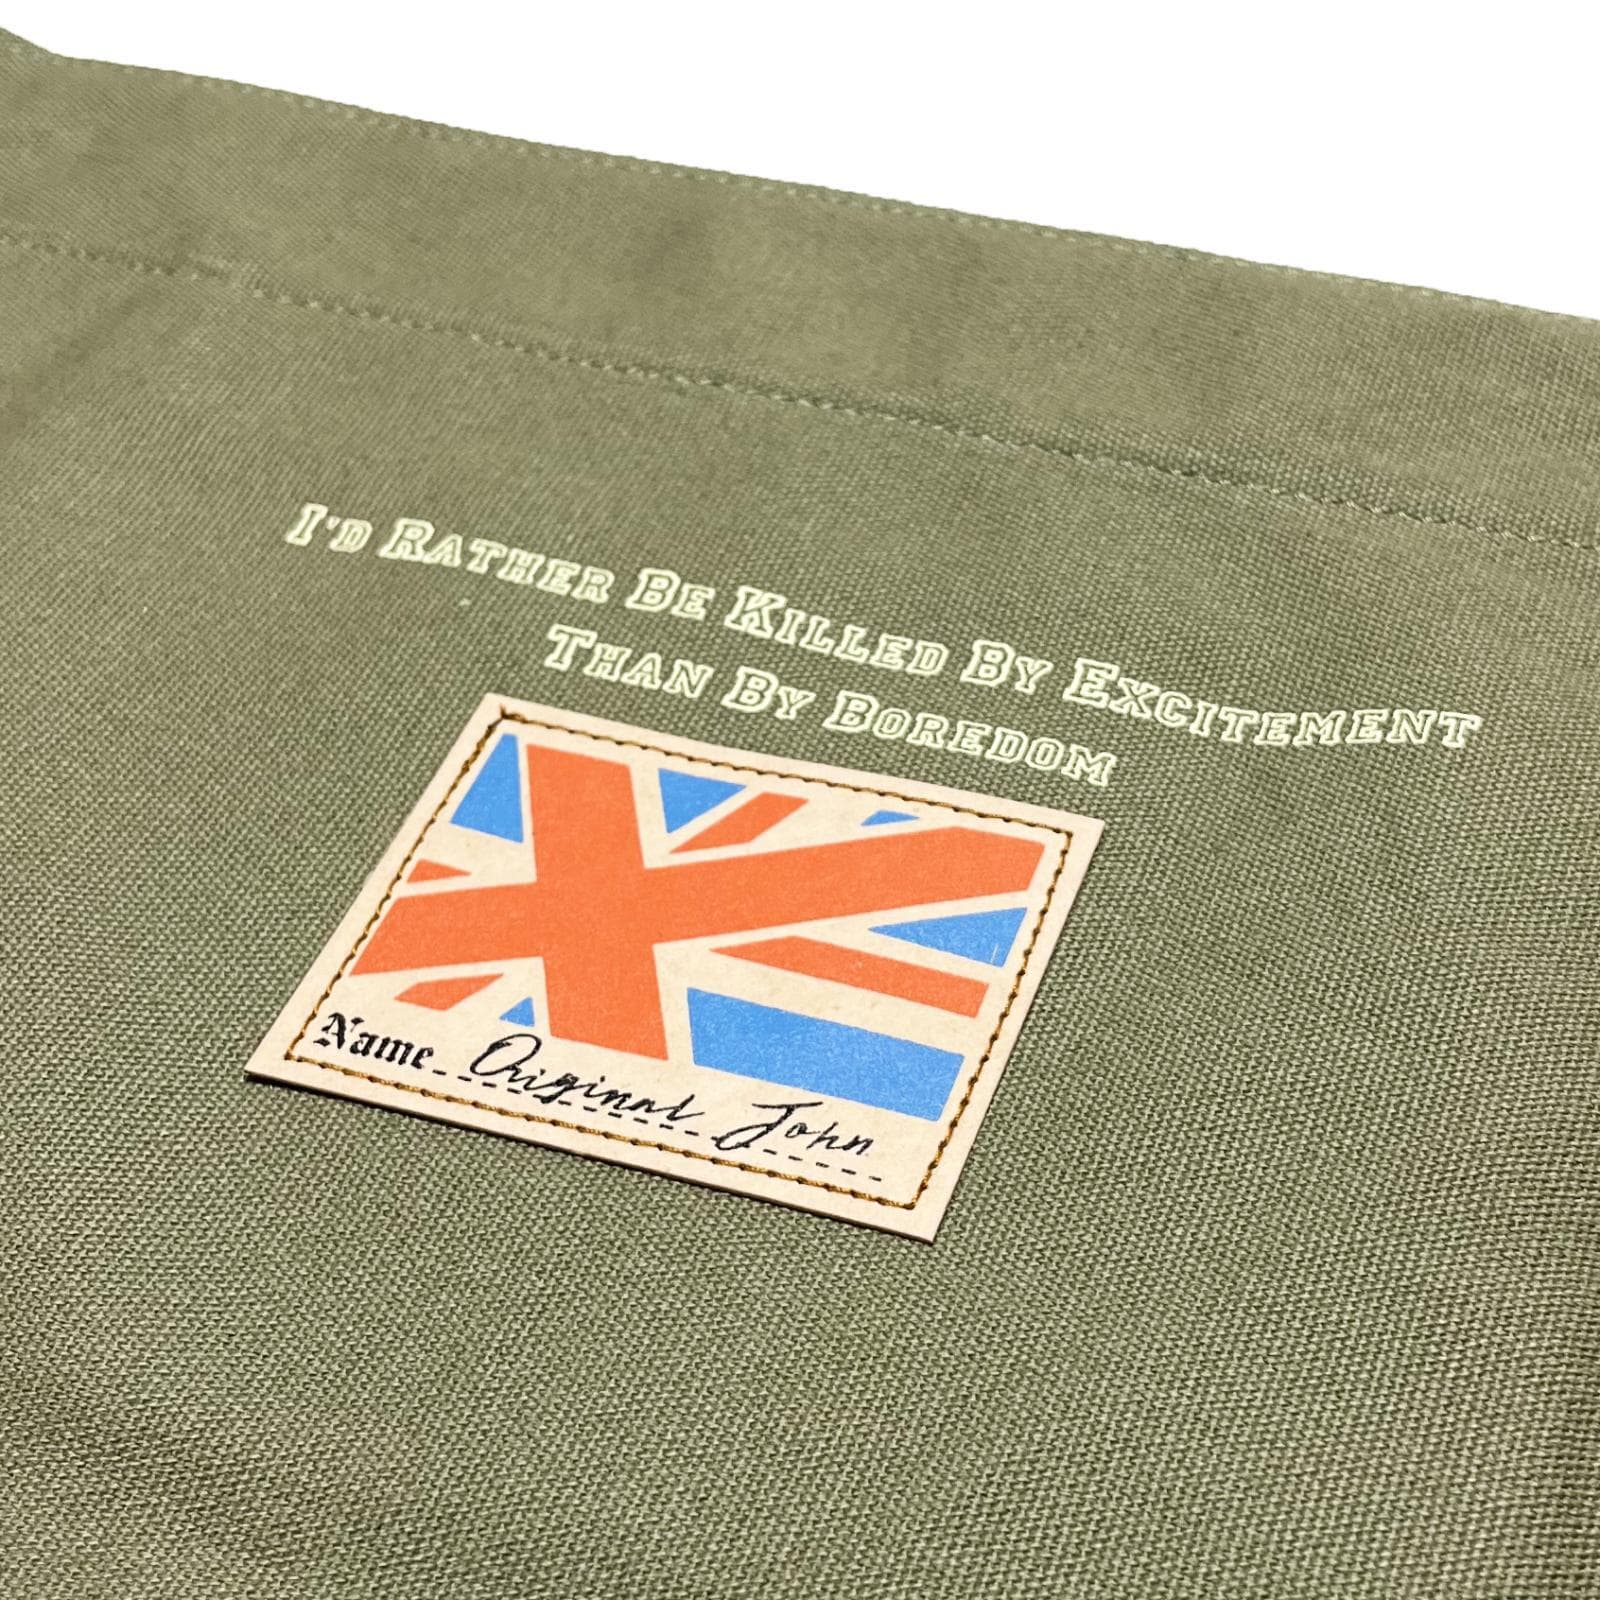 I'd Rather Be Killed By Excitement
Than By Boredom
Name Original John